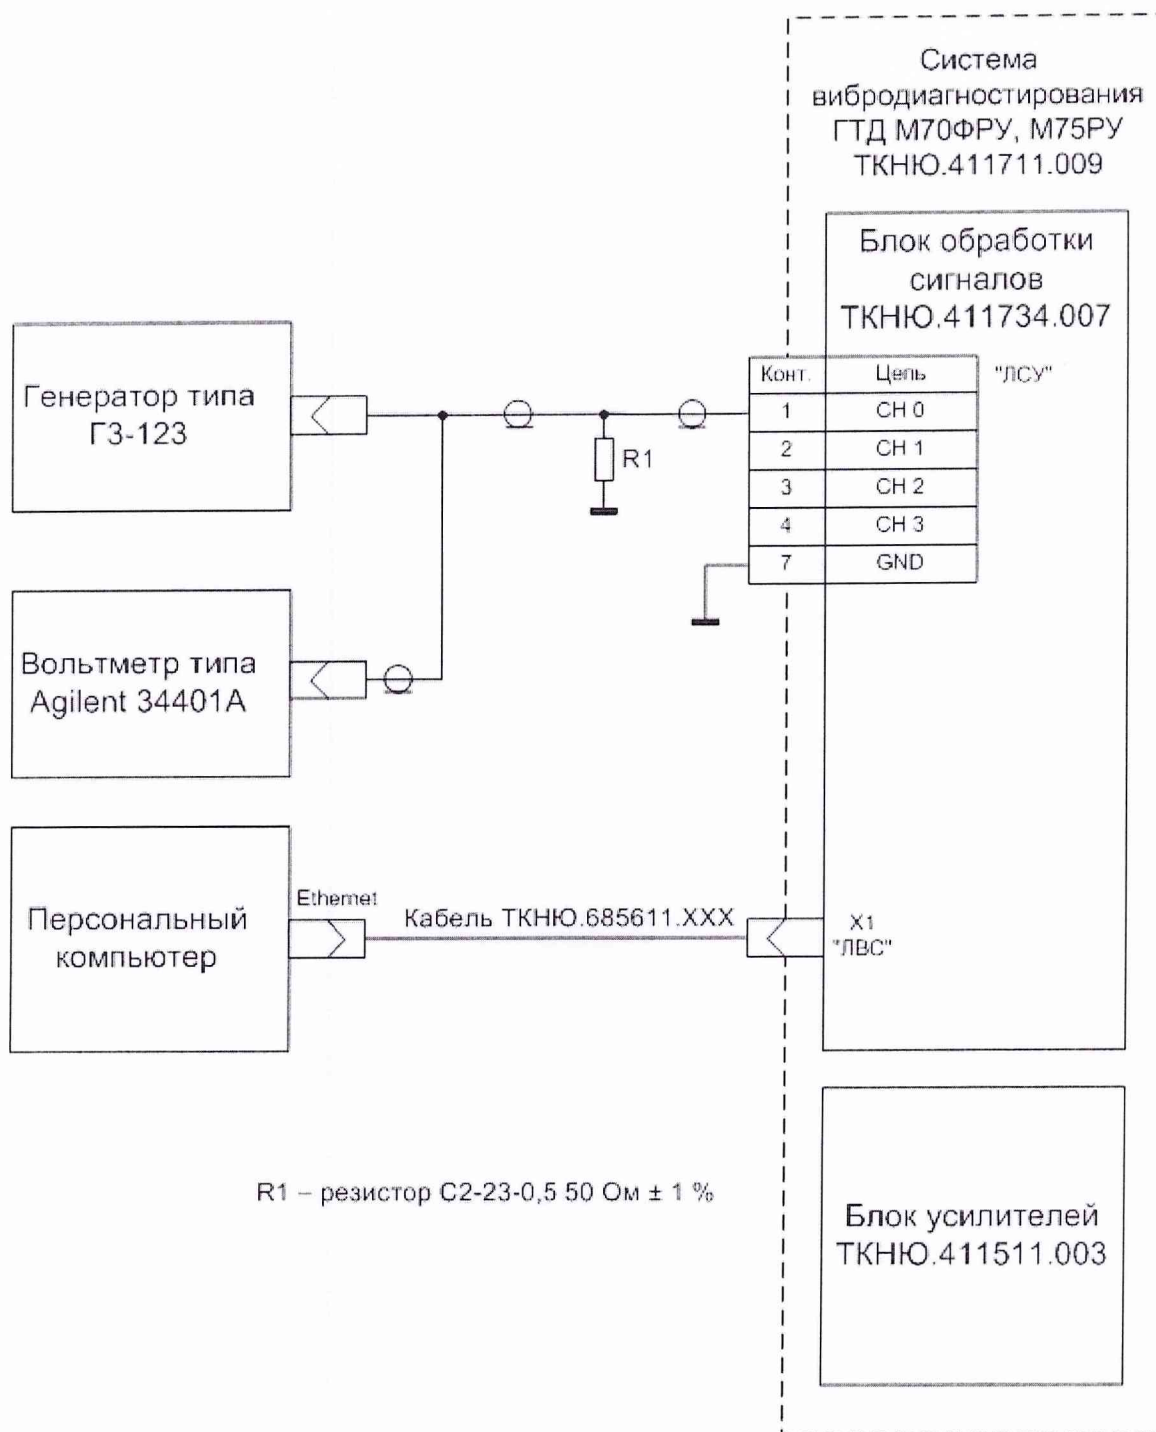 Система
вибродиагностирования
ГТД М70ФРУ, М75РУ
ТКНЮ.411711.009
Блок обработки
сигналов
ТКНЮ.411734.007
Генератор типа
Г3-123
Конт. Цепь "ЛСУ"
1 CH 0
2 CH 1
3 CH 2
4 CH 3
7 GND
R1
Вольтметр типа
Agilent 34401A
Персональный
компьютер
Ethernet
Кабель ТКНЮ.685611.XXX
X1
"ЛВС"
R1 – резистор С2-23-0,5 50 Ом ± 1 %
Блок усилителей
ТКНЮ.411511.003